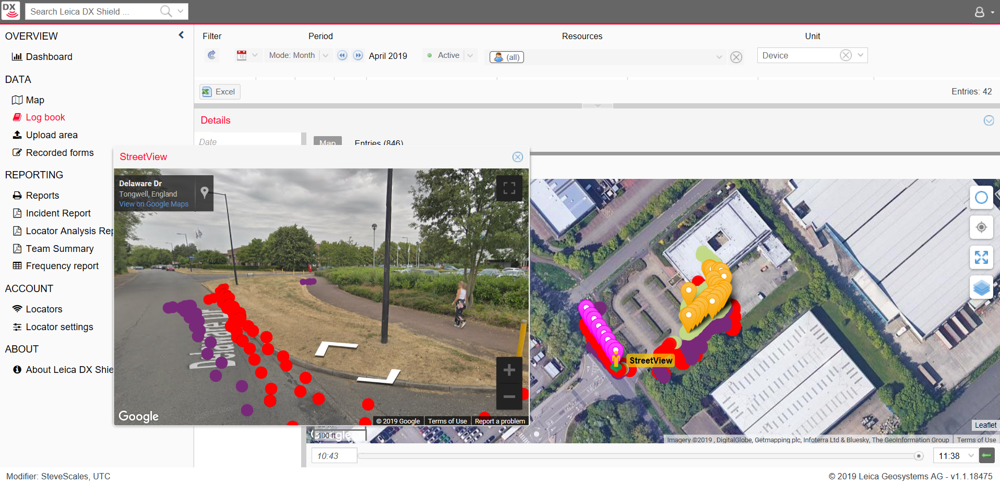 DX
Search Leica DX Shield ...
OVERVIEW
Dashboard
DATA
Map
Log book
Upload area
Recorded forms
REPORTING
Reports
Incident Report
Locator Analysis Rep
Team Summary
Frequency report
ACCOUNT
Locators
Locator settings
ABOUT
About Leica DX Shie
Filter
Period
Resources
Unit
12
Mode: Month
April 2019
Active
(all)
Device
Excel
Entries: 42
Details
Date
Map
Entries (846)
StreetView
Delaware Dr
Tongwell, England
View on Google Maps
Delaware Dr
Google
© 2019 Google
Terms of Use
Report a problem
StreetView
Google
100 ft
Leaflet
Imagery ©2019 , DigitalGlobe, Getmapping plc, Infoterra Ltd & Bluesky, The GeoInformation Group
Terms of Use
10:43
11:38
Modifier: SteveScales, UTC
© 2019 Leica Geosystems AG - v1.1.18475